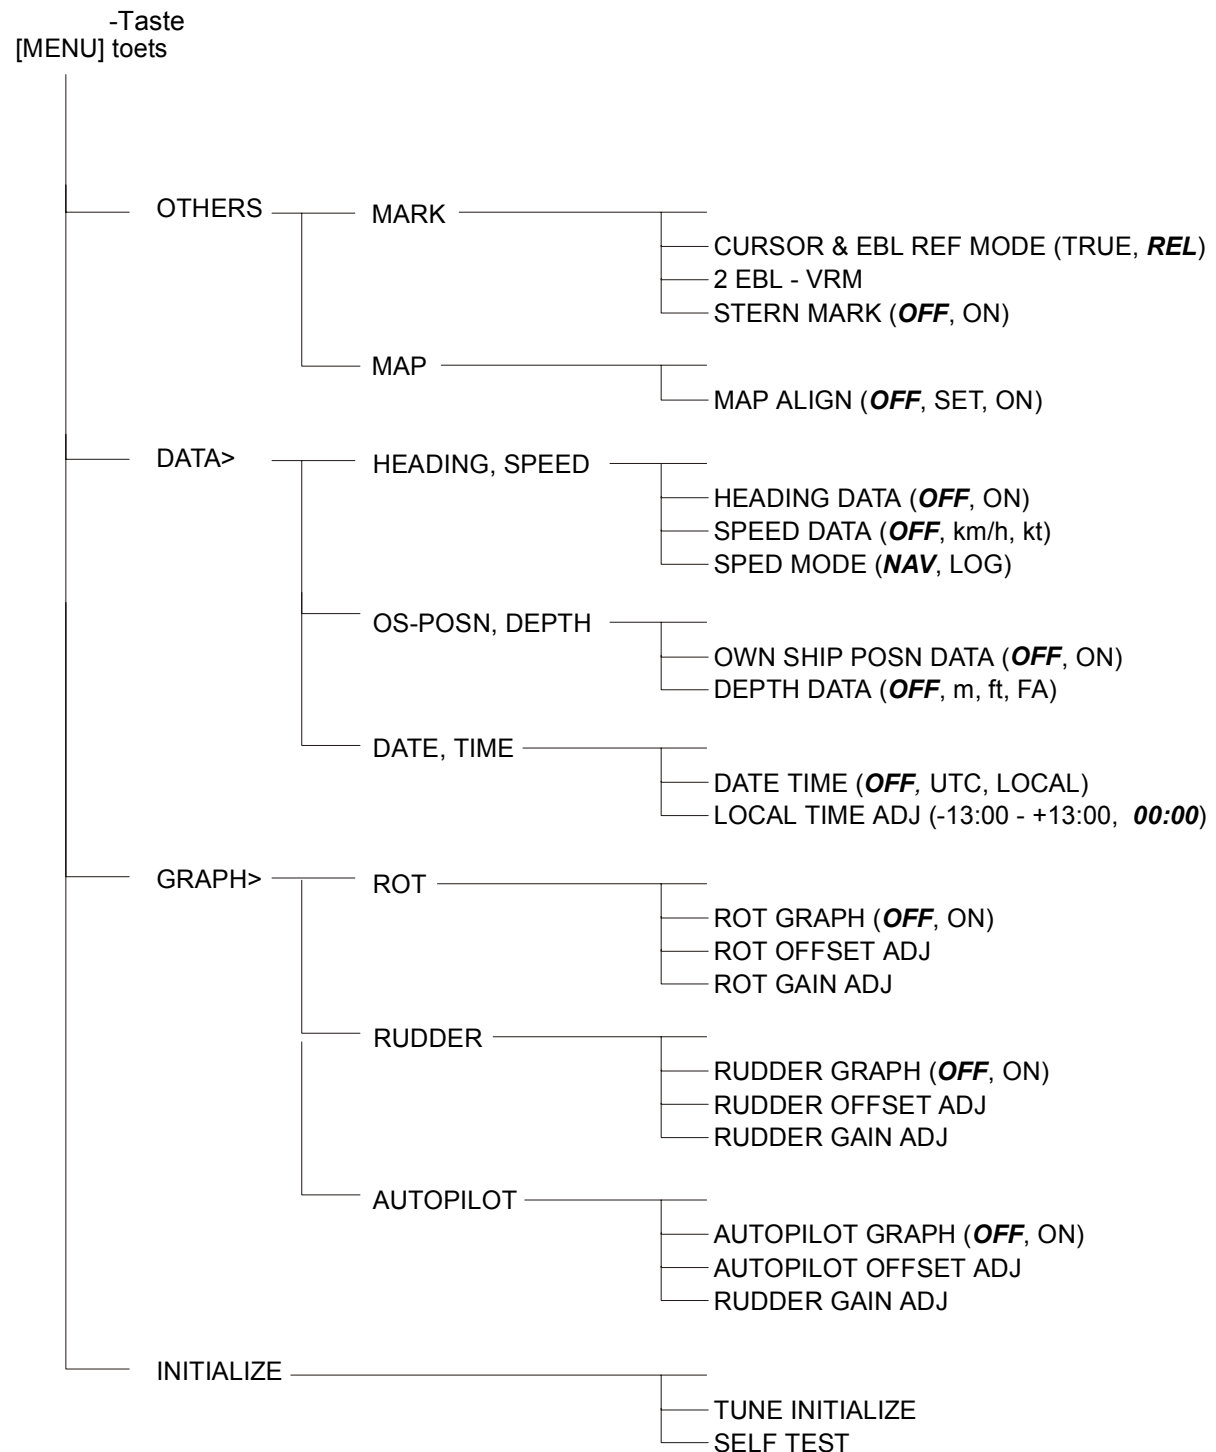 -Taste
[MENU] toets
OTHERS
MARK
CURSOR & EBL REF MODE (TRUE, REL)
2 EBL - VRM
STERN MARK (OFF, ON)
MAP
MAP ALIGN (OFF, SET, ON)
DATA>
HEADING, SPEED
HEADING DATA (OFF, ON)
SPEED DATA (OFF, km/h, kt)
SPED MODE (NAV, LOG)
OS-POSN, DEPTH
OWN SHIP POSN DATA (OFF, ON)
DEPTH DATA (OFF, m, ft, FA)
DATE, TIME
DATE TIME (OFF, UTC, LOCAL)
LOCAL TIME ADJ (-13:00 - +13:00, 00:00)
GRAPH>
ROT
ROT GRAPH (OFF, ON)
ROT OFFSET ADJ
ROT GAIN ADJ
RUDDER
RUDDER GRAPH (OFF, ON)
RUDDER OFFSET ADJ
RUDDER GAIN ADJ
AUTOPILOT
AUTOPILOT GRAPH (OFF, ON)
AUTOPILOT OFFSET ADJ
RUDDER GAIN ADJ
INITIALIZE
TUNE INITIALIZE
SELF TEST